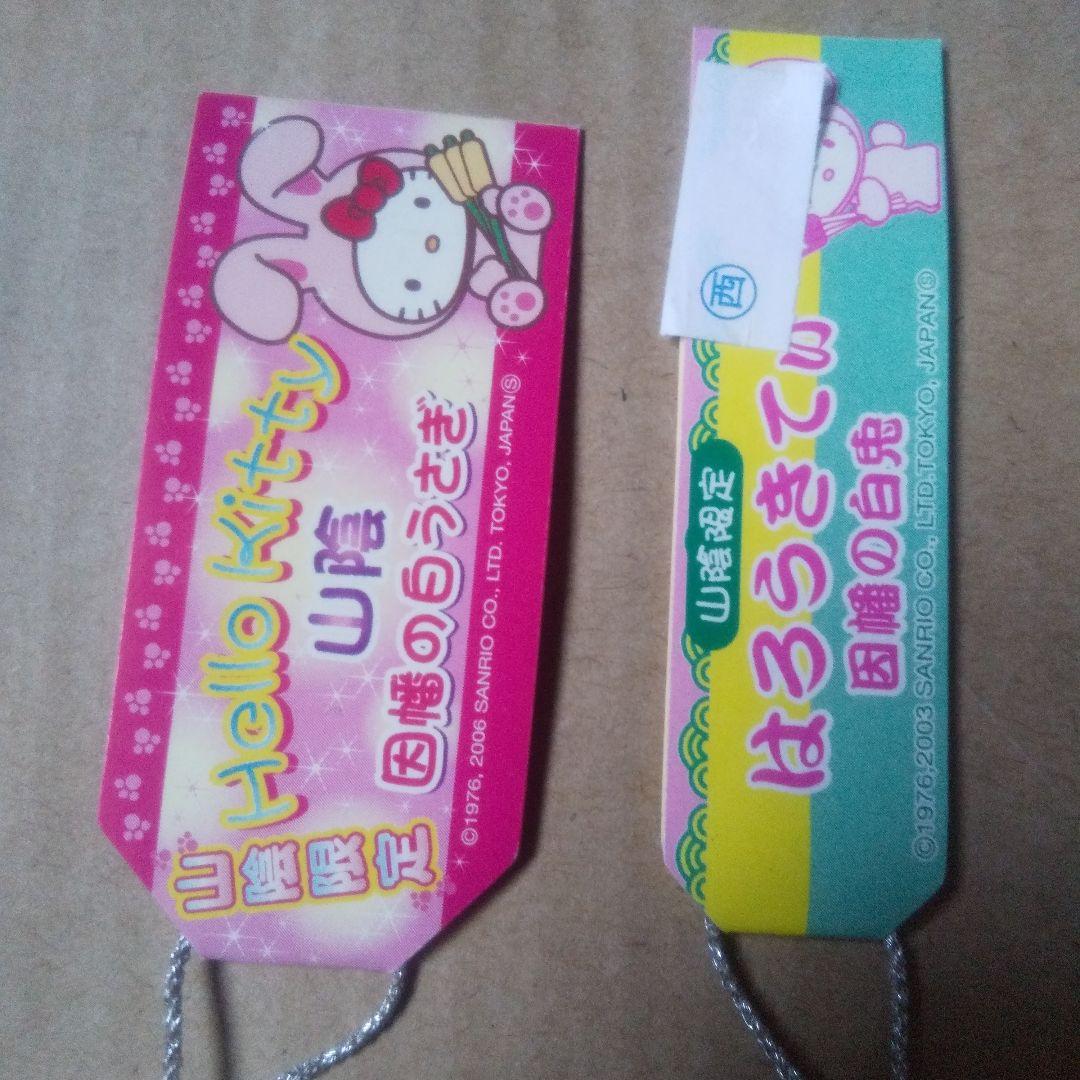 山陰限定
Hello Kitty
山陰
因幡の白うさぎ
©1976, 2006 SANRIO CO., LTD. TOKYO, JAPAN Ⓢ
西
山陰限定
はろうきてぃ
因幡の白兎
©1976,2003 SANRIO CO., LTD.TOKYO, JAPAN Ⓢ